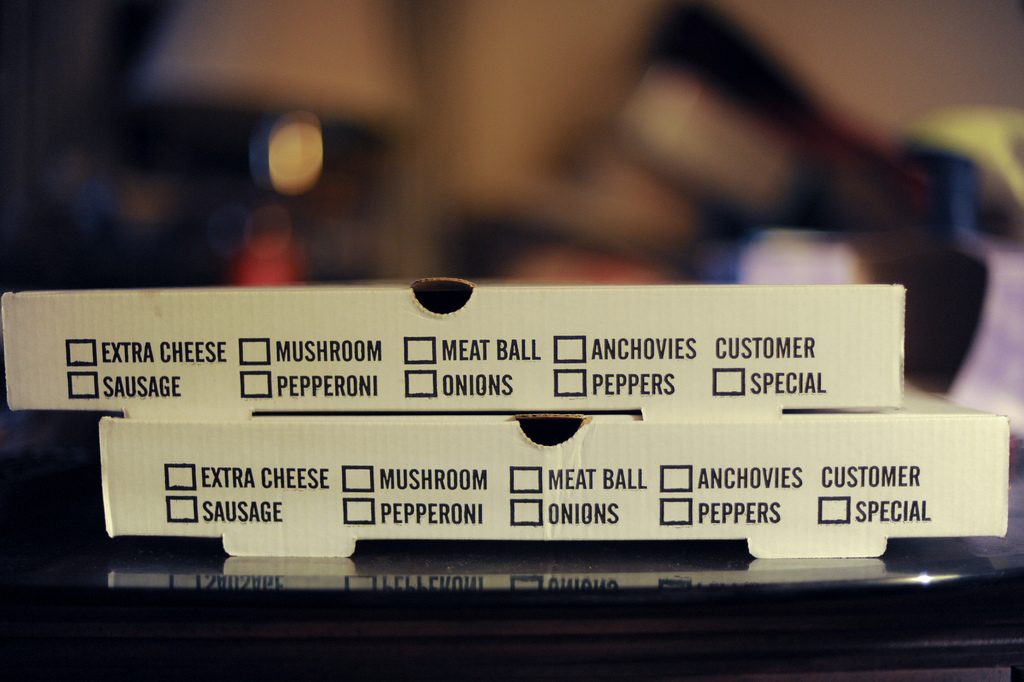 EXTRA CHEESE MUSHROOM MEAT BALL ANCHOVIES CUSTOMER
SAUSAGE PEPPERONI ONIONS PEPPERS SPECIAL
EXTRA CHEESE MUSHROOM MEAT BALL ANCHOVIES CUSTOMER
SAUSAGE PEPPERONI ONIONS PEPPERS SPECIAL